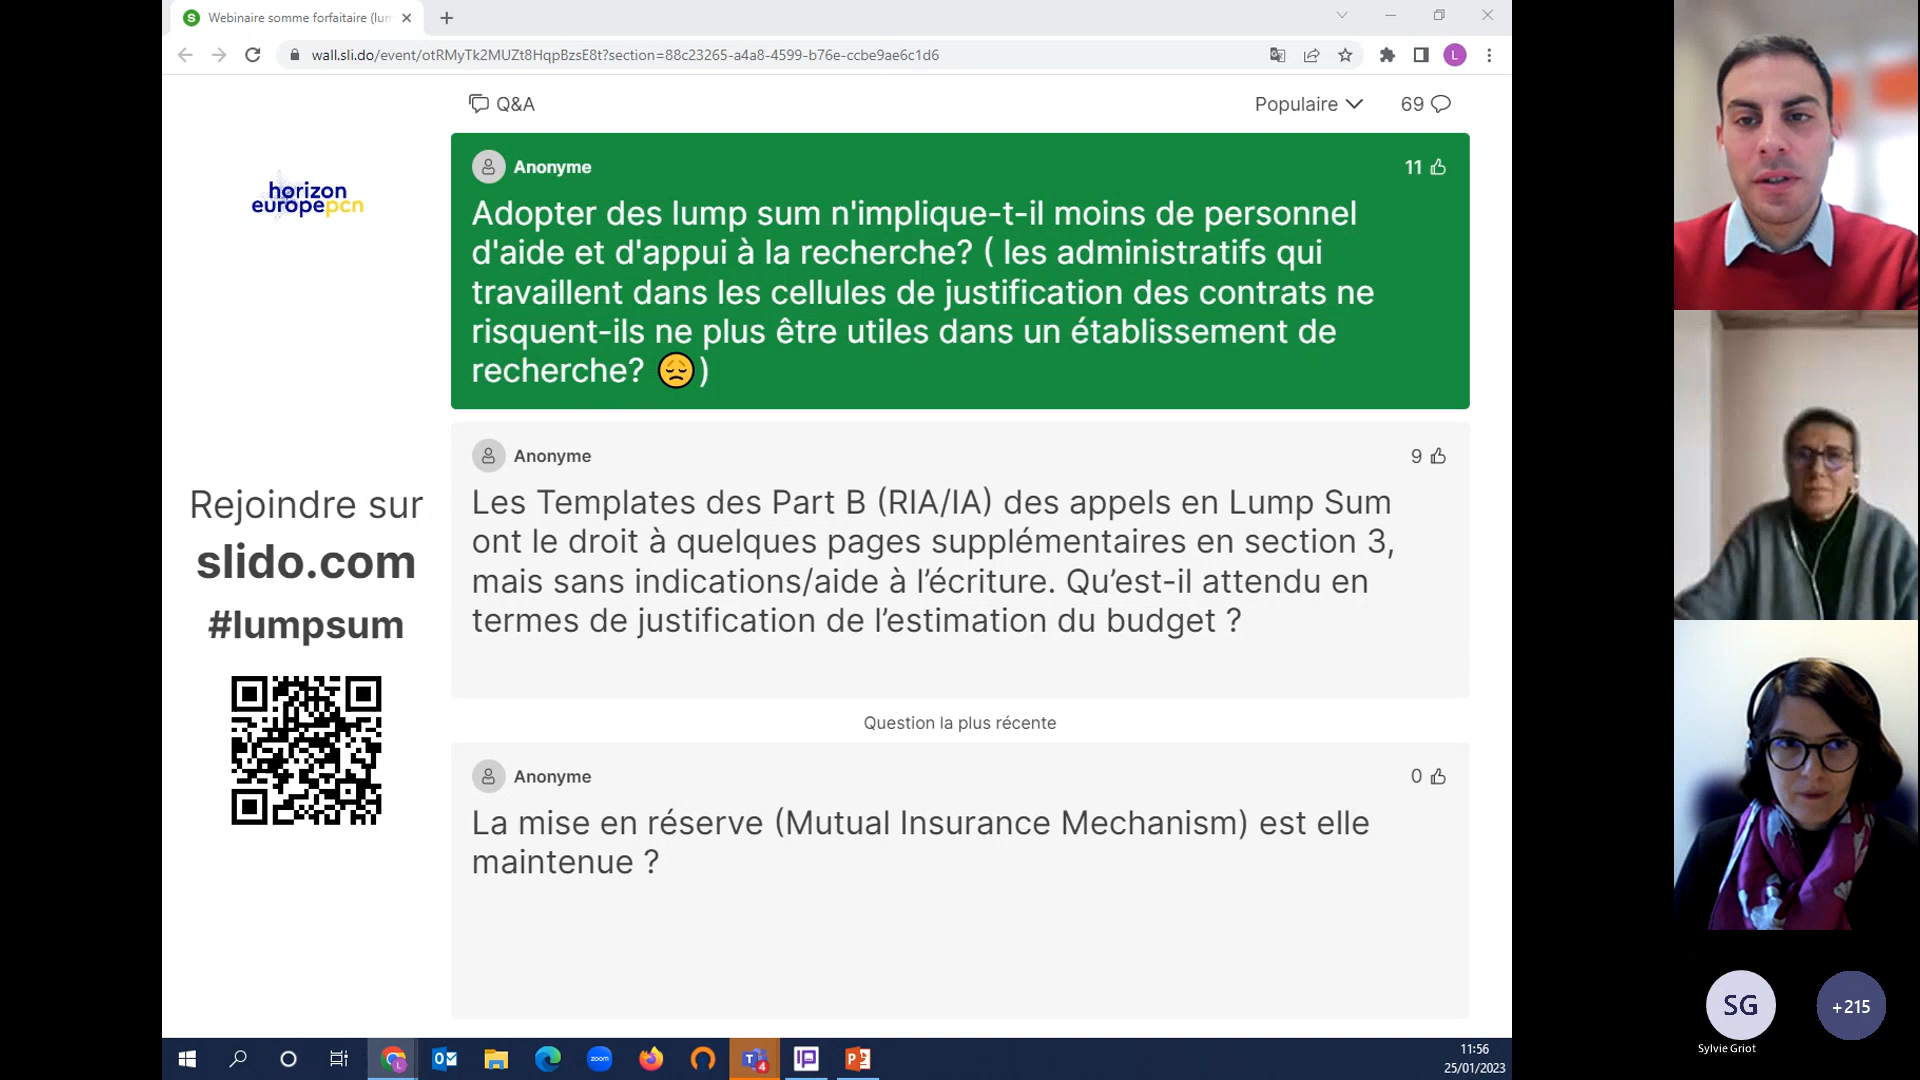 Webinaire somme forfaitaire (lun
wall.sli.do/event/otRMyTk2MUZt8HqpBzsE8t?section=88c23265-a4a8-4599-b76e-ccbe9ae6c1d6
L
Q&A
Populaire
69
horizon
europepcn
Rejoindre sur
slido.com
#lumpsum
Anonyme
11
Adopter des lump sum n'implique-t-il moins de personnel
d'aide et d'appui à la recherche? ( les administratifs qui
travaillent dans les cellules de justification des contrats ne
risquent-ils ne plus être utiles dans un établissement de
recherche? 😔)
Anonyme
9
Les Templates des Part B (RIA/IA) des appels en Lump Sum
ont le droit à quelques pages supplémentaires en section 3,
mais sans indications/aide à l’écriture. Qu’est-il attendu en
termes de justification de l’estimation du budget ?
Question la plus récente
Anonyme
0
La mise en réserve (Mutual Insurance Mechanism) est elle
maintenue ?
zoom
4
11:56
25/01/2023
SG
Sylvie Griot
+215